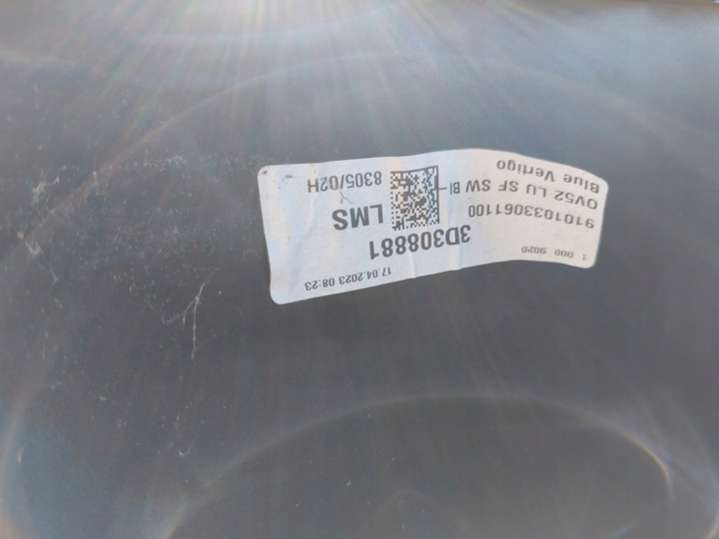 17.04.2023 08:23
1 000 9020
3D308881
9101033061100
LMS
OV52 LU SF SW Bl
Blue Vertigo
8305/02H